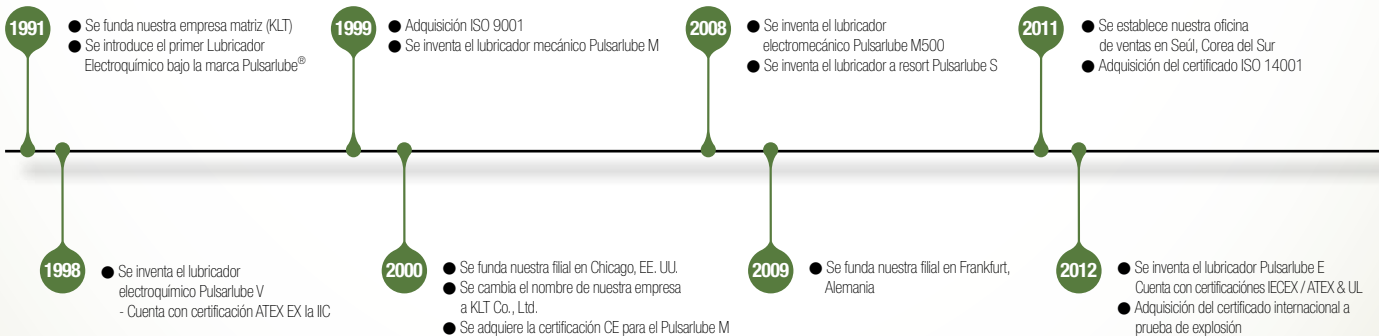 1991
● Se funda nuestra empresa matriz (KLT)
● Se introduce el primer Lubricador
Electroquímico bajo la marca Pulsarlube®
1999
● Adquisición ISO 9001
● Se inventa el lubricador mecánico Pulsarlube M
2008
● Se inventa el lubricador
electromecánico Pulsarlube M500
● Se inventa el lubricador a resort Pulsarlube S
2011
● Se establece nuestra oficina
de ventas en Seúl, Corea del Sur
● Adquisición del certificado ISO 14001
1998
● Se inventa el lubricador
electroquímico Pulsarlube V
- Cuenta con certificación ATEX EX la IIC
2000
● Se funda nuestra filial en Chicago, EE. UU.
● Se cambia el nombre de nuestra empresa
a KLT Co., Ltd.
● Se adquiere la certificación CE para el Pulsarlube M
2009
● Se funda nuestra filial en Frankfurt,
Alemania
2012
● Se inventa el lubricador Pulsarlube E
Cuenta con certificaciónes IECEX / ATEX & UL
● Adquisición del certificado internacional a
prueba de explosión